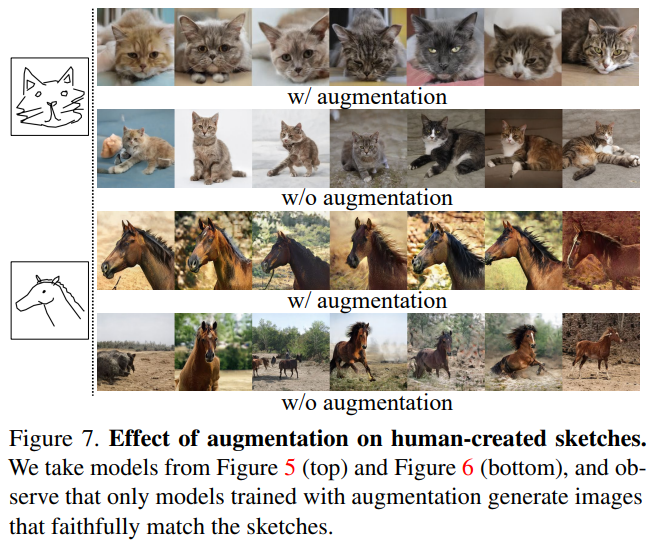 w/ augmentation
w/o augmentation
w/ augmentation
w/o augmentation
Figure 7. Effect of augmentation on human-created sketches.
We take models from Figure 5 (top) and Figure 6 (bottom), and ob-
serve that only models trained with augmentation generate images
that faithfully match the sketches.